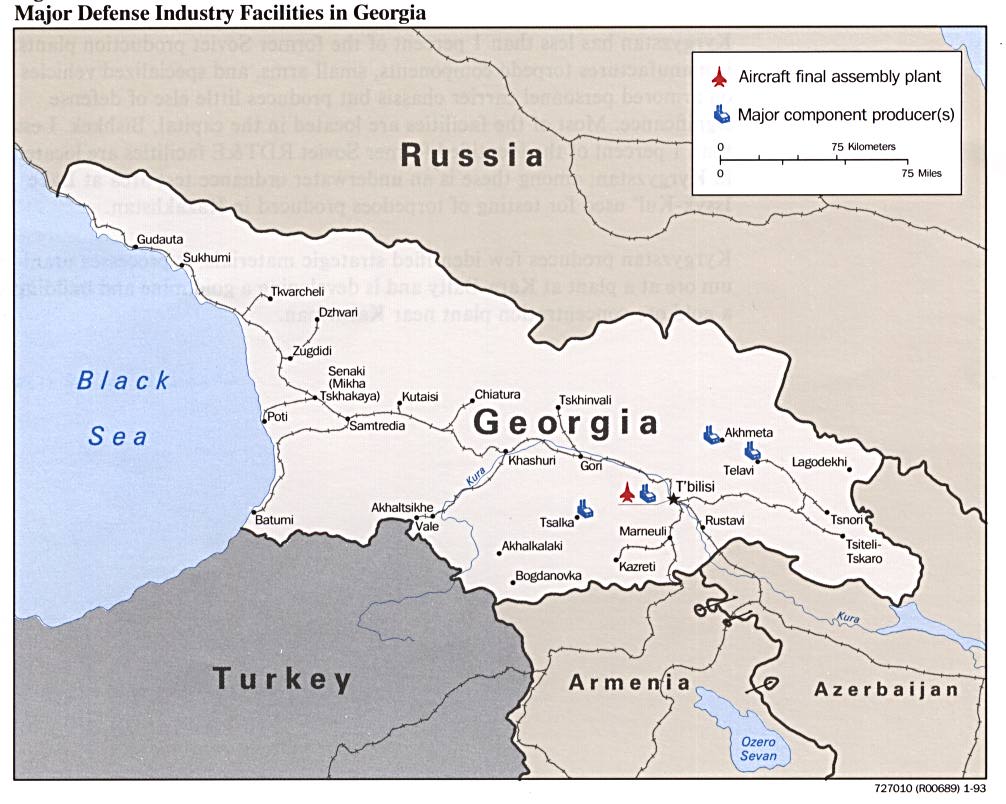 Major Defense Industry Facilities in Georgia
Aircraft final assembly plant
Major component producer(s)
0 75 Kilometers
0 75 Miles
Russia
Gudauta
Sukhumi
Tkvarcheli
Dzhvari
Zugdidi
Senaki
(Mikha
Tskhakaya)
Kutaisi
Chiatura
Tskhinvali
Black
Sea
Georgia
Poti
Samtredia
Akhmeta
Khashuri
Gori
Telavi
Lagodekhi
Kura
T'bilisi
Akhaltsikhe
Vale
Batumi
Tsalka
Rustavi
Tsnori
Marneuli
Tsiteli-
Tskaro
Akhalkalaki
Kazreti
Bogdanovka
Kura
Turkey
Armenia
Azerbaijan
Ozero
Sevan
727010 (R00689) 1-93